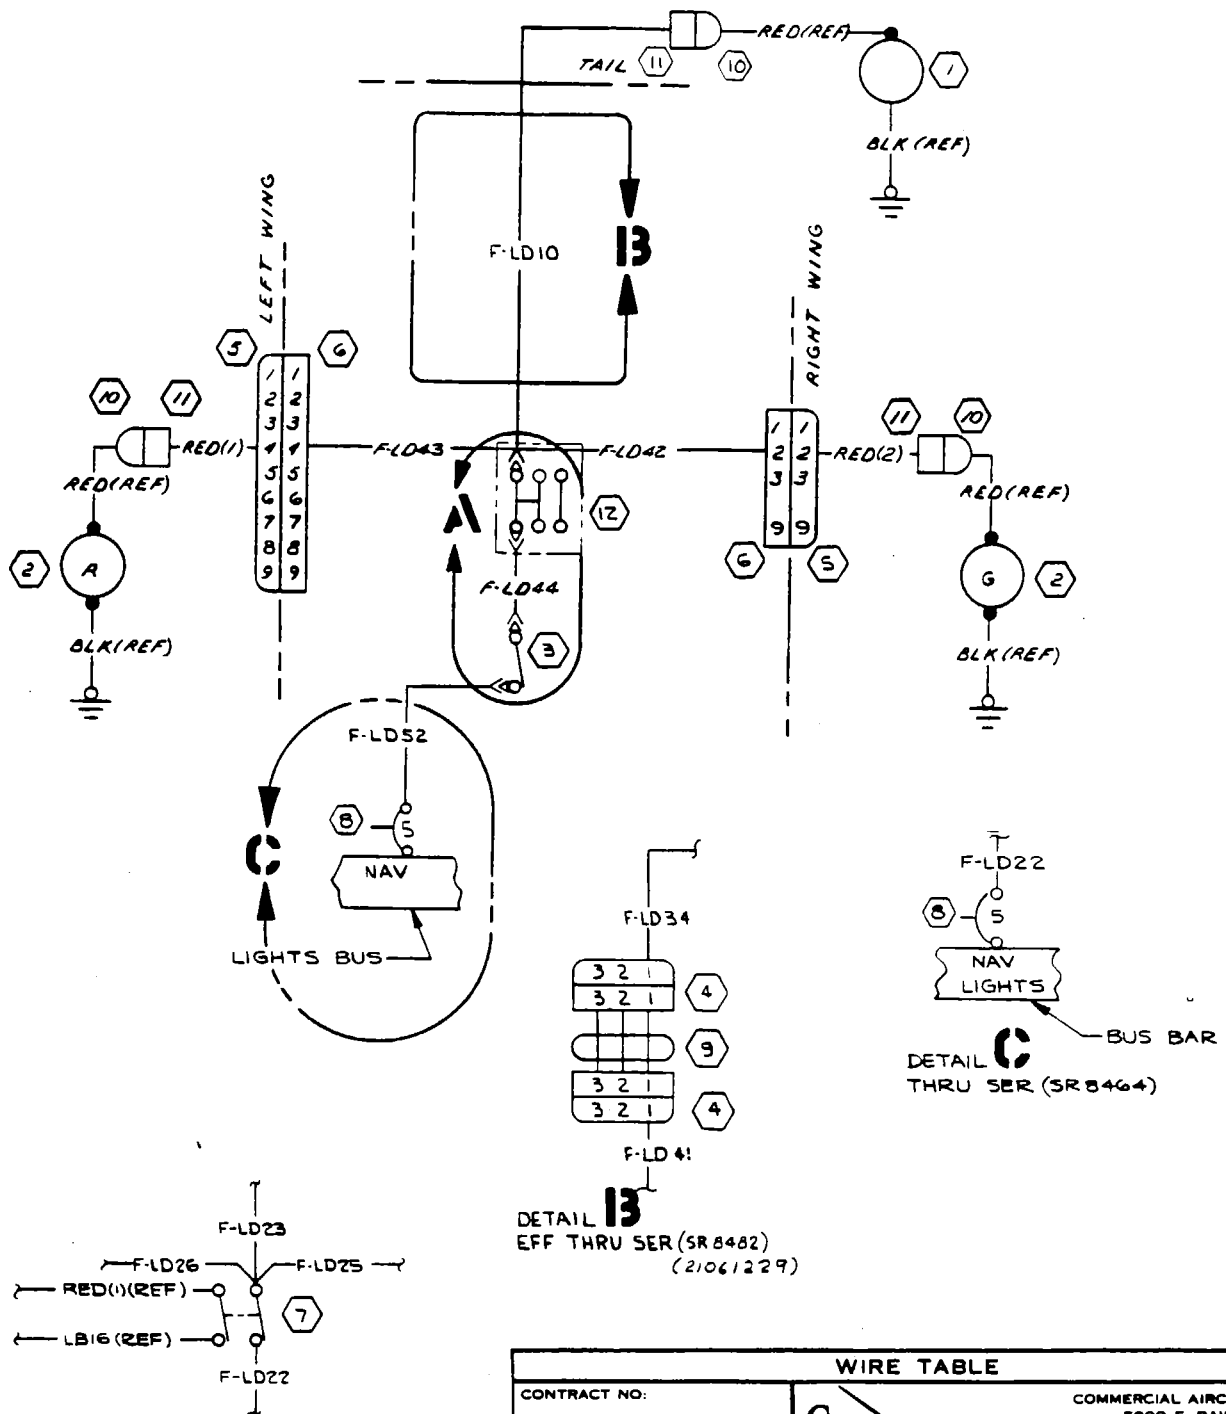 RED(REF)
TAIL 11 10 1
BLK(REF)
LEFT WING
F-LD10
B
RIGHT WING
5 6
10 11
1 1
2 2
3 3
4 4
5 5
6 6
7 7
8 8
9 9
RED(1)
F-LD43
F-LD42
1 1
2 2
3 3
9 9
RED(2)
11 10
RED(REF)
RED(REF)
A
12
2 A
6 5
G 2
F-LD44
BLK(REF)
3
BLK(REF)
F-LD52
8 5
C
NAV
LIGHTS BUS
F-LD34
3 2 1
3 2 1
4
9
3 2 1
3 2 1
4
F-LD41
DETAIL B
EFF THRU SER (SR8482)
(21061229)
F-LD22
8 5
NAV
LIGHTS
BUS BAR
DETAIL C
THRU SER (SR8464)
F-LD23
F-LD26 F-LD25
RED(1)(REF)
7
LB16(REF)
F-LD22
WIRE TABLE
CONTRACT NO:
COMMERCIAL AIRC